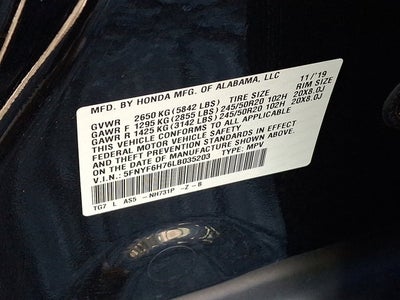 MFD. BY HONDA MFG. OF ALABAMA, LLC 11/'19
GVWR 2650 KG (5842 LBS) TIRE SIZE RIM SIZE
GAWR F 1295 KG (2855 LBS) 245/50R20 102H 20X8.0J
GAWR R 1425 KG (3142 LBS) 245/50R20 102H 20X8.0J
THIS VEHICLE CONFORMS TO ALL APPLICABLE
FEDERAL MOTOR VEHICLE SAFETY
AND THEFT PREVENTION STANDARDS IN EFFECT
ON THE DATE OF MANUFACTURE SHOWN ABOVE.
V.I.N.: 5FNYF6H76LB035203 TYPE: MPV
TG7 L AS5 -NH731P -Z-B